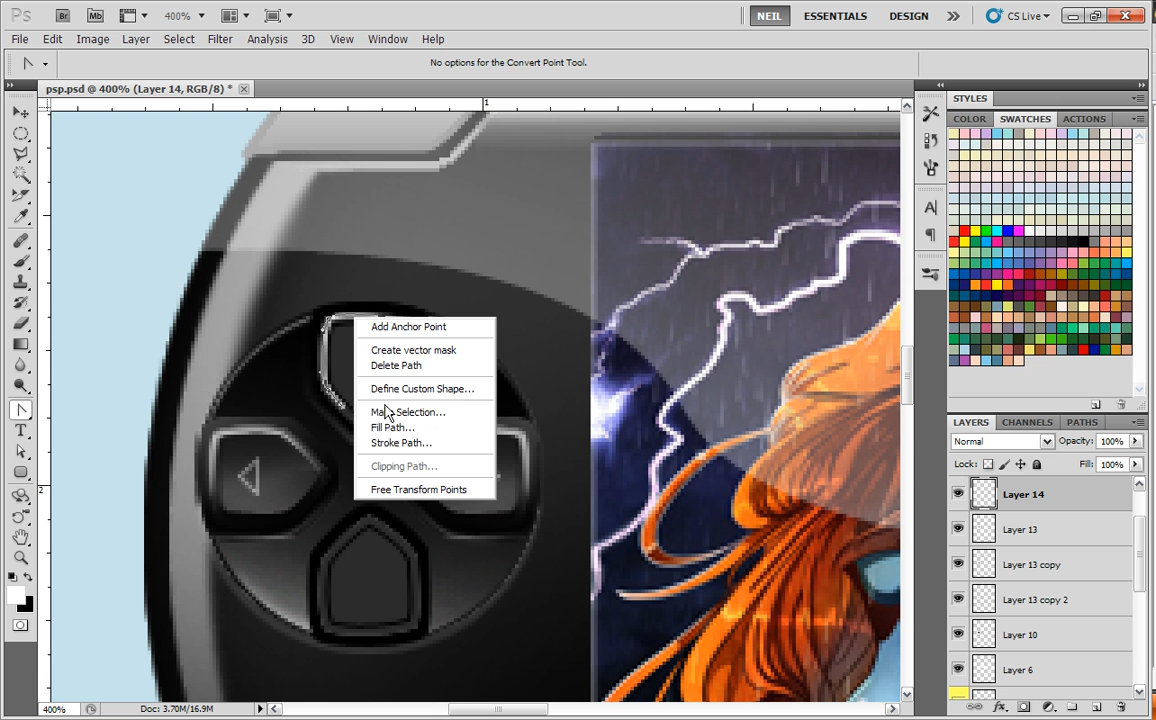 Ps Br Mb 400% NEIL ESSENTIALS DESIGN CS Live
File Edit Image Layer Select Filter Analysis 3D View Window Help
No options for the Convert Point Tool.
psp.psd @ 400% (Layer 14, RGB/8) *
STYLES
COLOR SWATCHES ACTIONS
1
2
Add Anchor Point
Create vector mask
Delete Path
Define Custom Shape...
Make Selection...
Fill Path...
Stroke Path...
Clipping Path...
Free Transform Points
LAYERS CHANNELS PATHS
Normal Opacity: 100%
Lock: Fill: 100%
Layer 14
Layer 13
Layer 13 copy
Layer 13 copy 2
Layer 10
Layer 6
400% Doc: 3.70M/16.9M